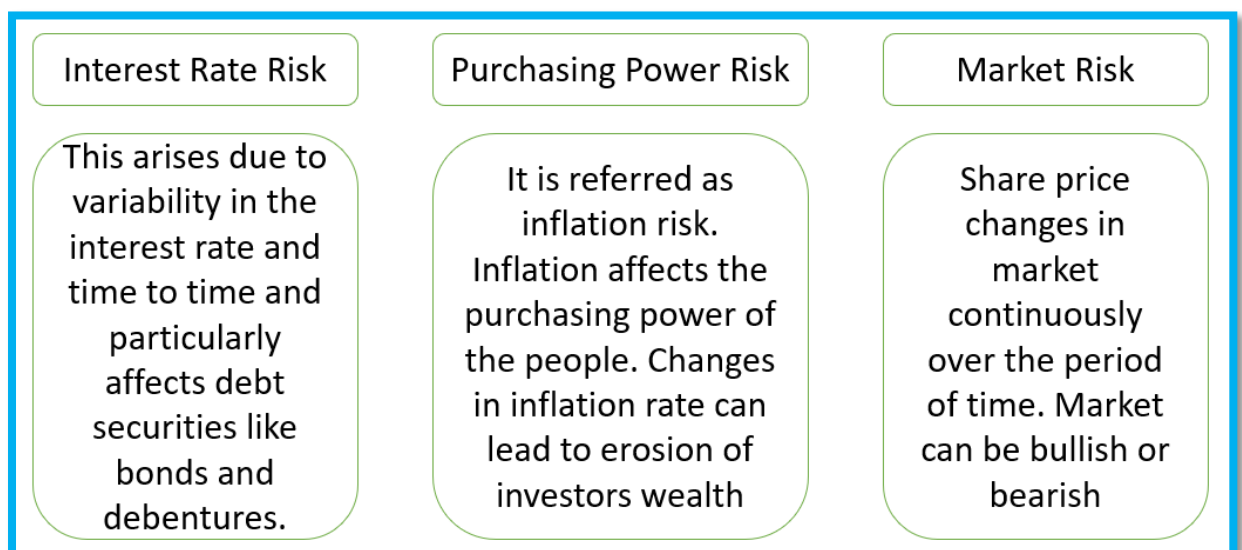 Interest Rate Risk
This arises due to
variability in the
interest rate and
time to time and
particularly
affects debt
securities like
bonds and
debentures.
Purchasing Power Risk
It is referred as
inflation risk.
Inflation affects the
purchasing power of
the people. Changes
in inflation rate can
lead to erosion of
investors wealth
Market Risk
Share price
changes in
market
continuously
over the period
of time. Market
can be bullish or
bearish